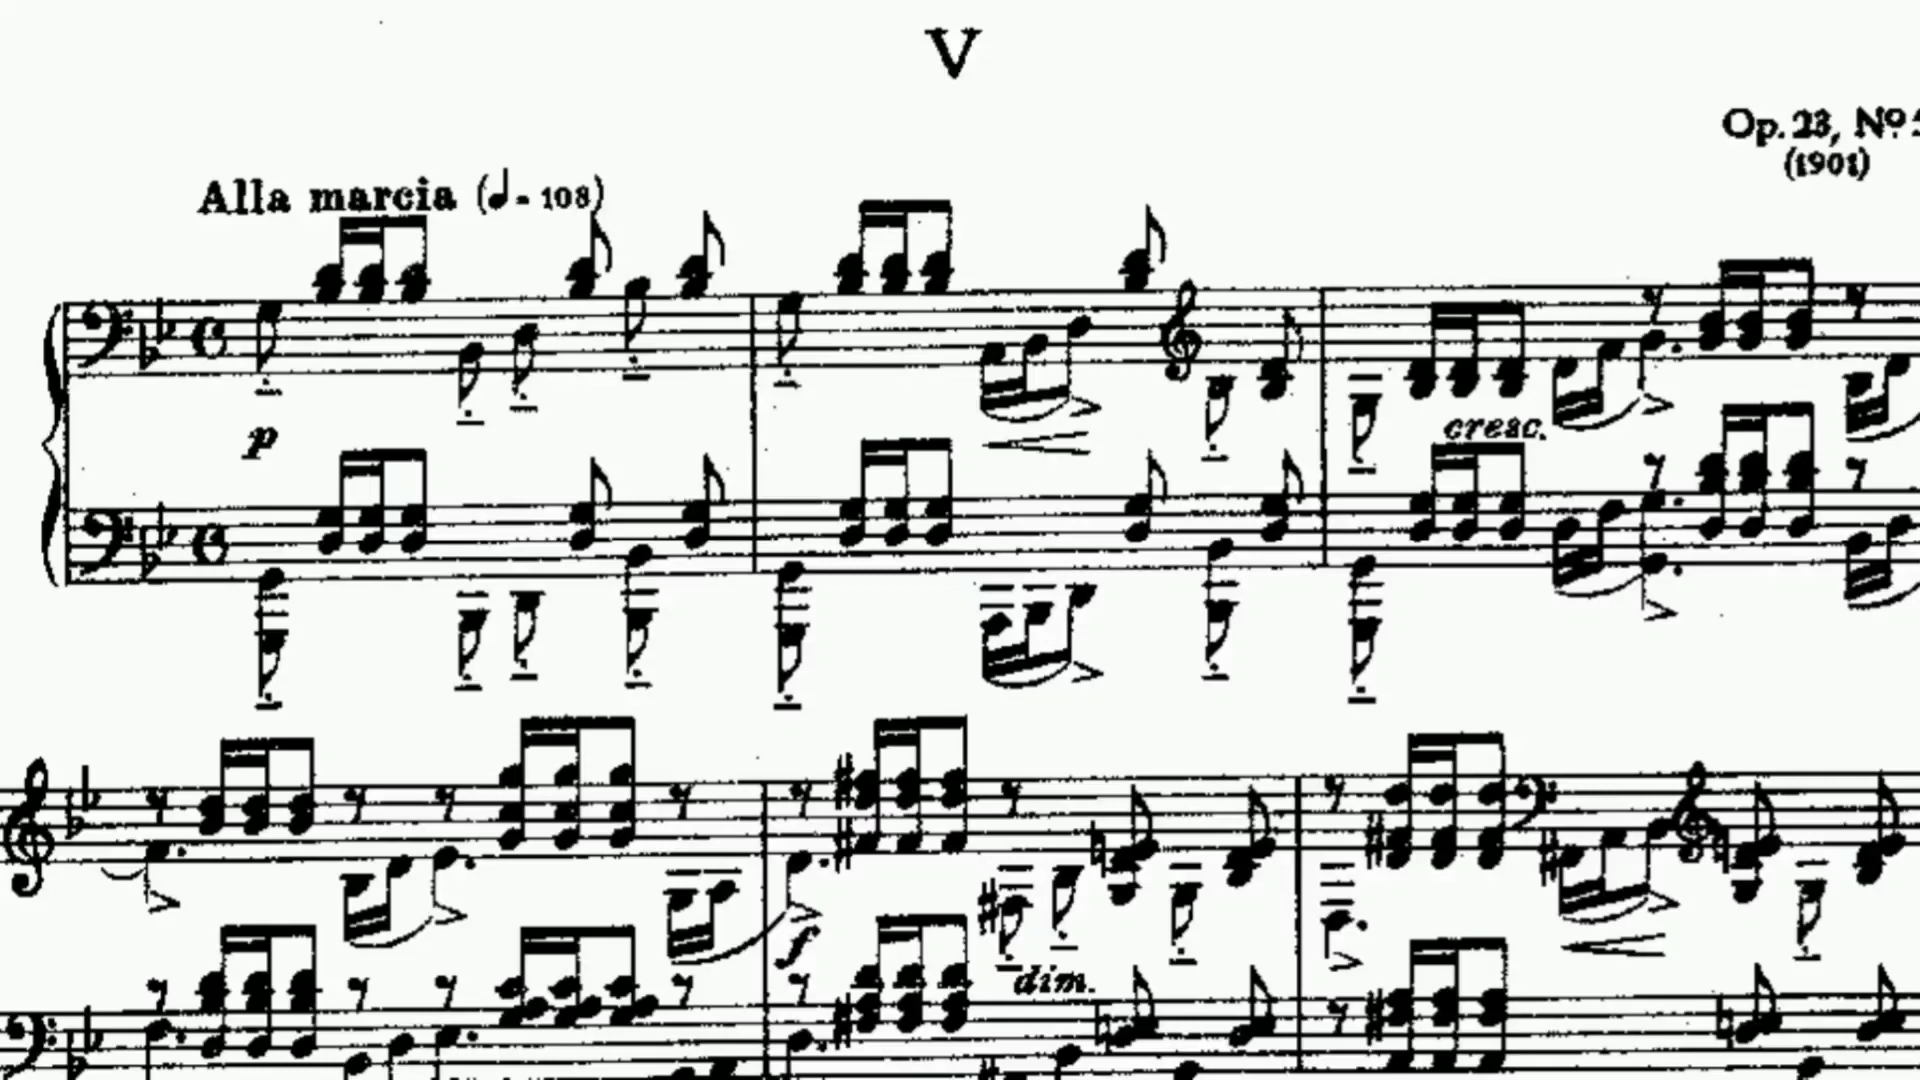 V
Op. 23, No.
(1901)
Alla marcia (♩= 108)
p
cresc.
f
dim.